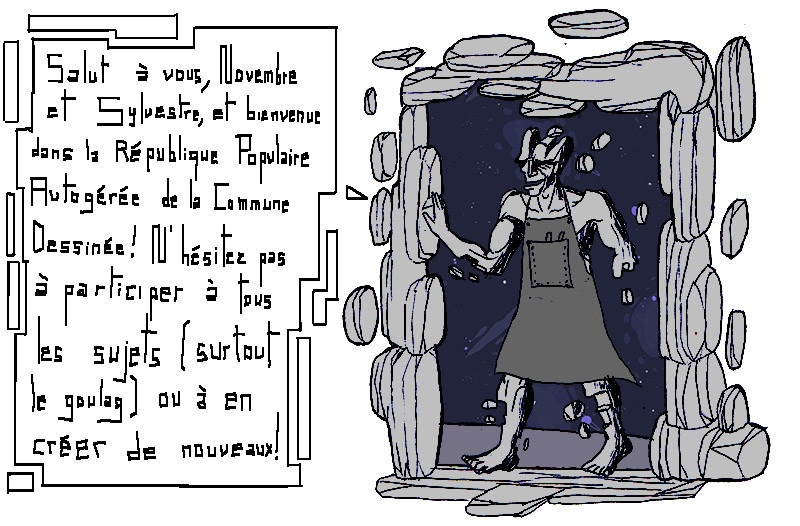 Salut à vous, Novembre
et Sylvestre, et bienvenue
dans la République Populaire
Autogérée de la Commune
Dessinée! N'hésitez pas
à participer à tous
les sujets (surtout
le goulag) ou à en
créer de nouveaux!